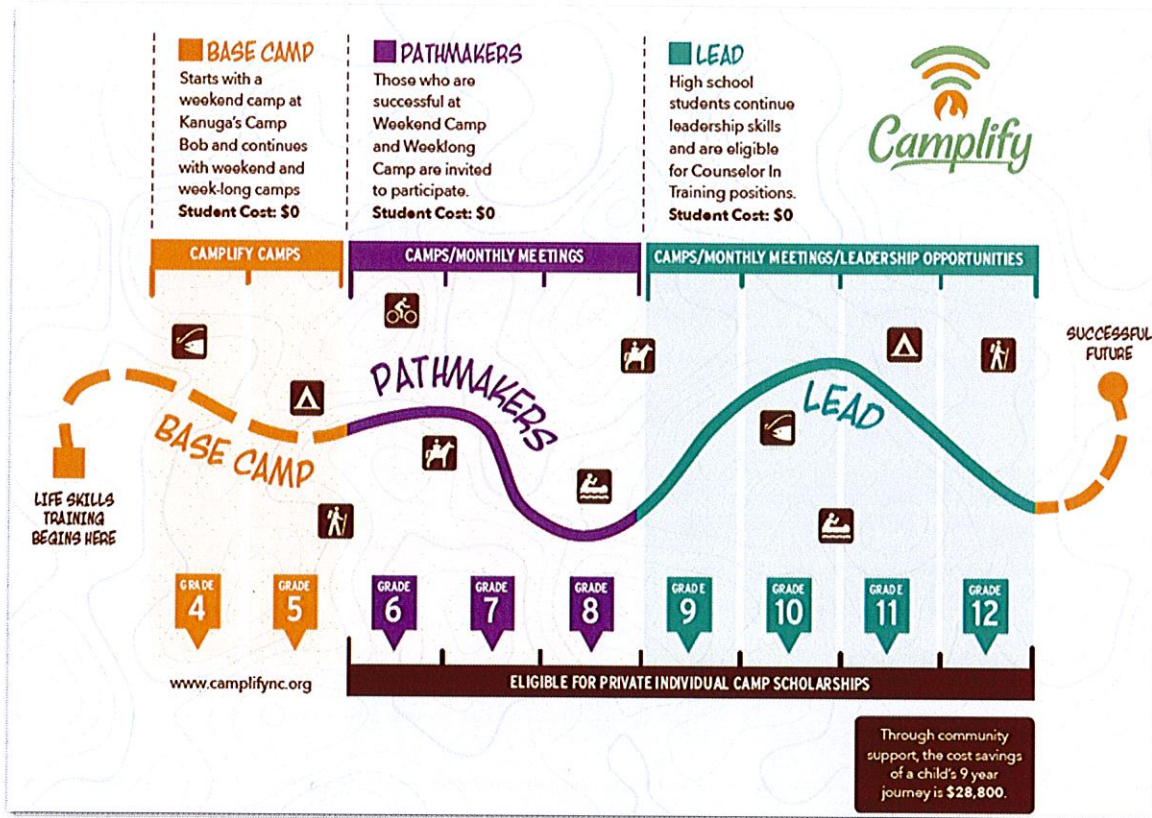 BASE CAMP
Starts with a
weekend camp at
Kanuga's Camp
Bob and continues
with weekend and
week-long camps
Student Cost: $0
PATHMAKERS
Those who are
successful at
Weekend Camp
and Weeklong
Camp are invited
to participate.
Student Cost: $0
LEAD
High school
students continue
leadership skills
and are eligible
for Counselor In
Training positions.
Student Cost: $0
Camplify
CAMPLIFY CAMPS
CAMPS/MONTHLY MEETINGS
CAMPS/MONTHLY MEETINGS/LEADERSHIP OPPORTUNITIES
LIFE SKILLS
TRAINING
BEGINS HERE
BASE CAMP
PATHMAKERS
LEAD
SUCCESSFUL
FUTURE
GRADE
4
GRADE
5
GRADE
6
GRADE
7
GRADE
8
GRADE
9
GRADE
10
GRADE
11
GRADE
12
www.camplifync.org
ELIGIBLE FOR PRIVATE INDIVIDUAL CAMP SCHOLARSHIPS
Through community
support, the cost savings
of a child's 9 year
journey is $28,800.